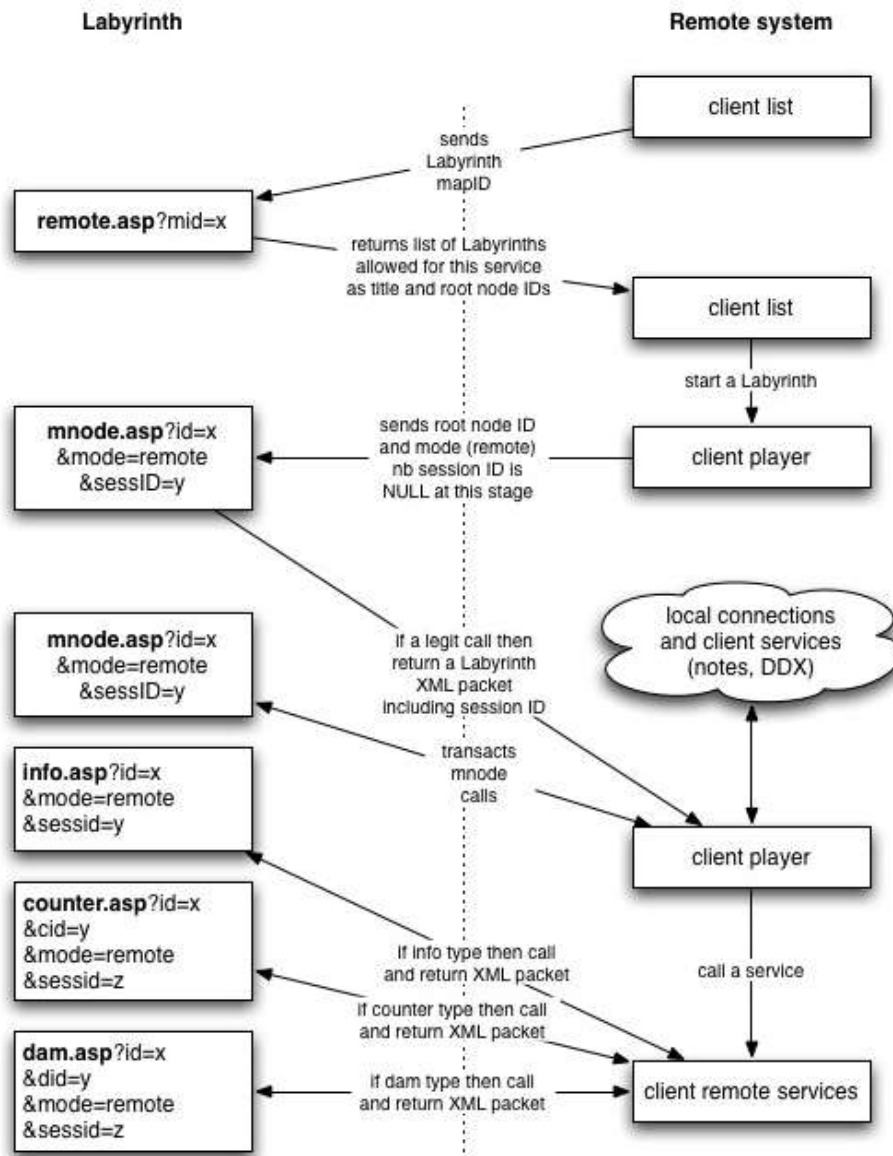 Labyrinth
Remote system
client list
sends
Labyrinth
mapID
remote.asp?mid=x
returns list of Labyrinths
allowed for this service
as title and root node IDs
client list
start a Labyrinth
mnode.asp?id=x
&mode=remote
&sessID=y
sends root node ID
and mode (remote)
nb session ID is
NULL at this stage
client player
local connections
and client services
(notes, DDX)
mnode.asp?id=x
&mode=remote
&sessID=y
if a legit call then
return a Labyrinth
XML packet
including session ID
transacts
mnode
calls
info.asp?id=x
&mode=remote
&sessid=y
client player
counter.asp?id=x
&cid=y
&mode=remote
&sessid=z
if info type then call
and return XML packet
call a service
if counter type then call
and return XML packet
dam.asp?id=x
&did=y
&mode=remote
&sessid=z
if dam type then call
and return XML packet
client remote services